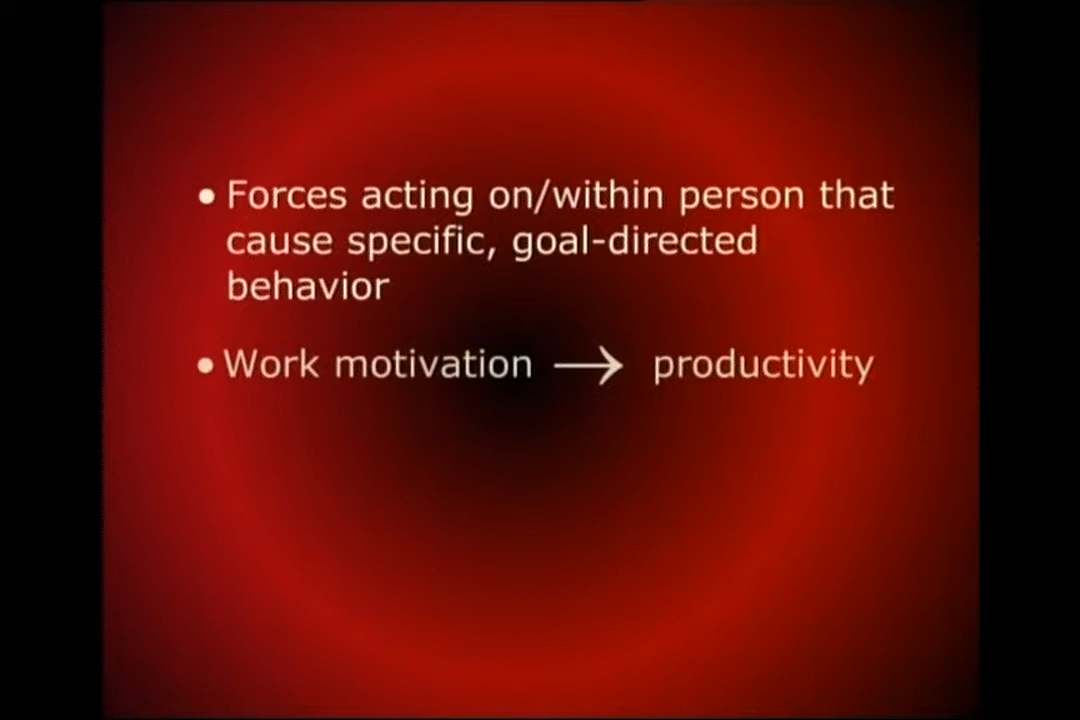 • Forces acting on/within person that
cause specific, goal-directed
behavior
• Work motivation → productivity